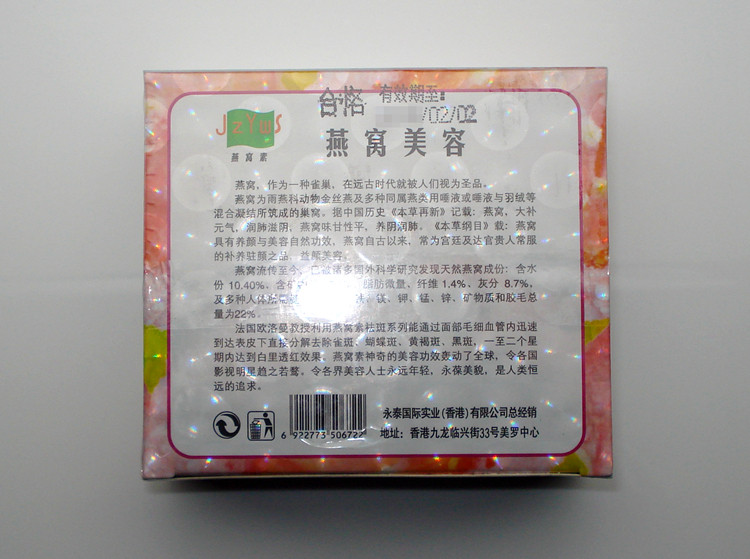 合格 有效期至:
/02/02
JzYWS
燕窝素
燕窝美容
燕窝，作为一种雀巢，在远古时代就被人们视为圣品。
燕窝为雨燕科动物金丝燕及多种同属燕类用唾液或唾液与羽绒等
混合凝结所筑成的巢窝。据中国历史《本草再新》记载：燕窝，大补
元气，润肺滋阴，燕窝味甘性平，养阴润肺。《本草纲目》载：燕窝
具有养颜与美容自然功效，燕窝自古以来，常为宫廷及达官贵人常服
的补养驻颜之品、益颜美容。
燕窝流传至今，已被诸多国外科学研究发现天然燕窝成份：含水
份 10.40%，含 脂肪微量、纤维 1.4%、灰分 8.7%，
及多种人体所需 、镁、钾、锰、锌、矿物质和胶毛总
量为22%。
法国欧洛曼教授利用燕窝素祛斑系列能通过面部毛细血管内迅速
到达表皮下直接分解去除雀斑、蝴蝶斑、黄褐斑、黑斑，一至二个星
期内达到白里透红效果，燕窝素神奇的美容功效轰动了全球，令各国
影视明星趋之若鹜。令各界美容人士永远年轻，永葆美貌，是人类恒
远的追求。
6 922773 506722
永泰国际实业(香港)有限公司总经销
地址：香港九龙临兴街33号美罗中心